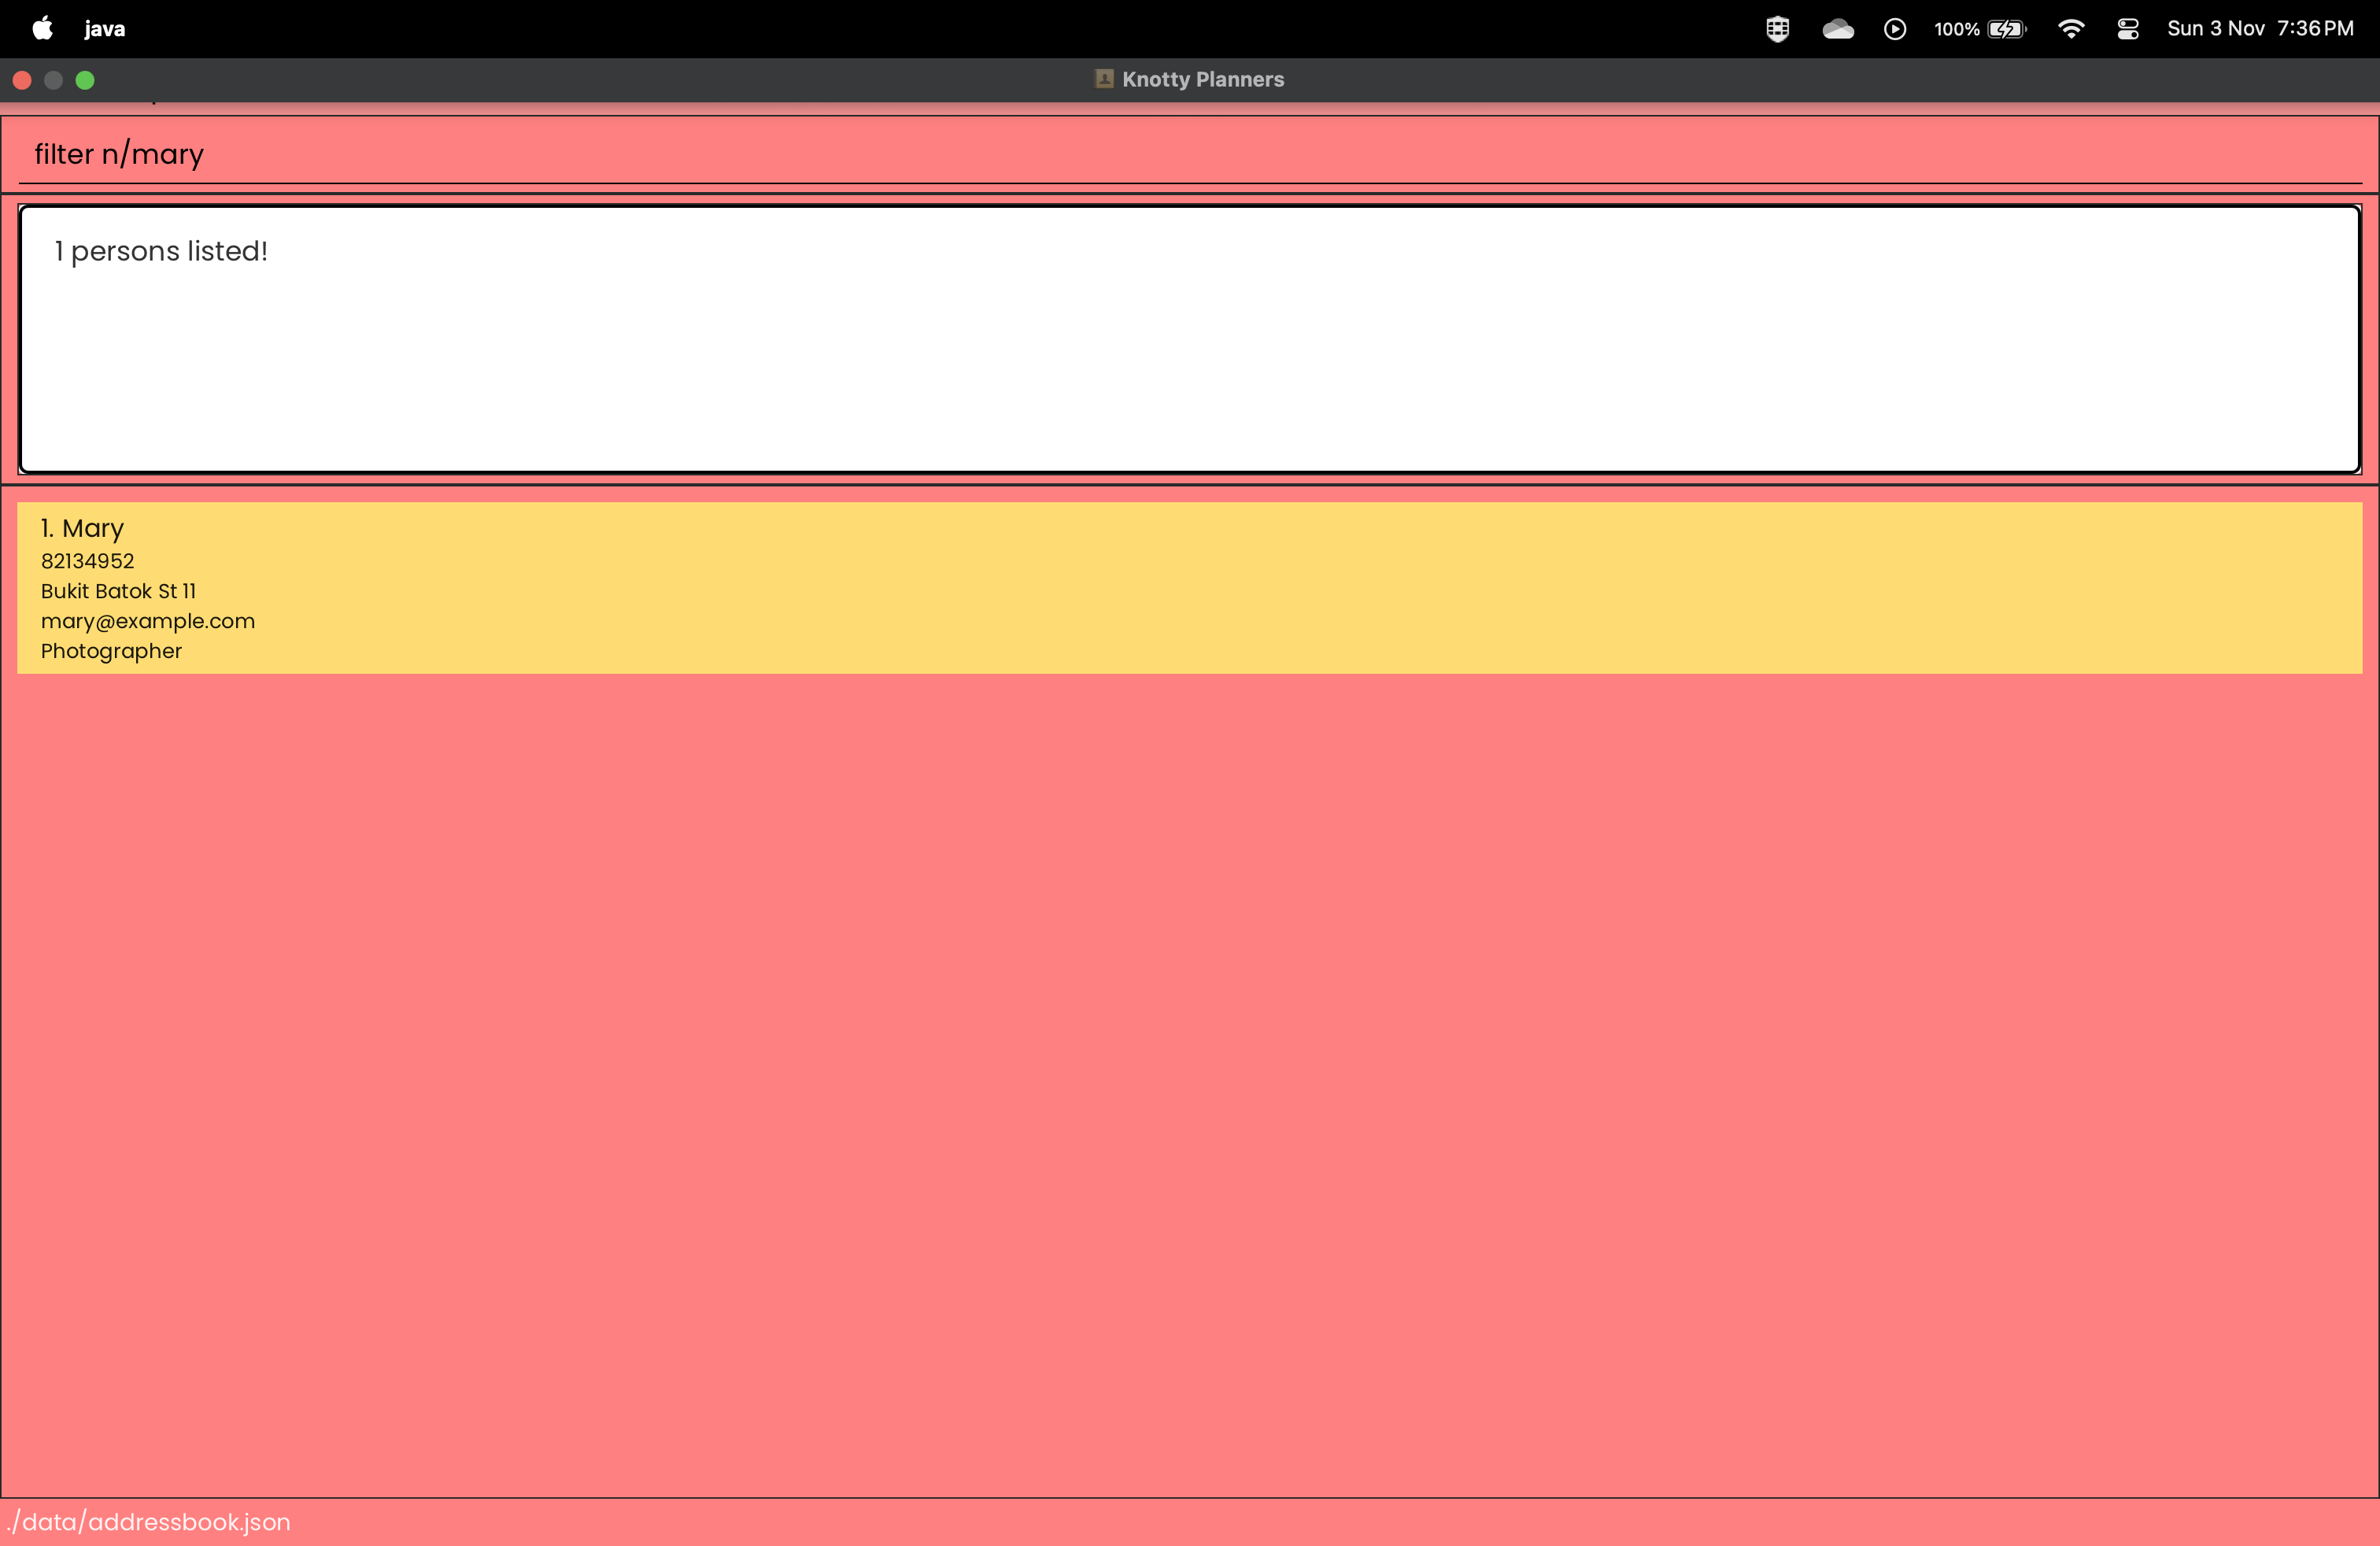 java
100%
Sun 3 Nov 7:36 PM
Knotty Planners
filter n/mary
1 persons listed!
1. Mary
82134952
Bukit Batok St 11
mary@example.com
Photographer
./data/addressbook.json